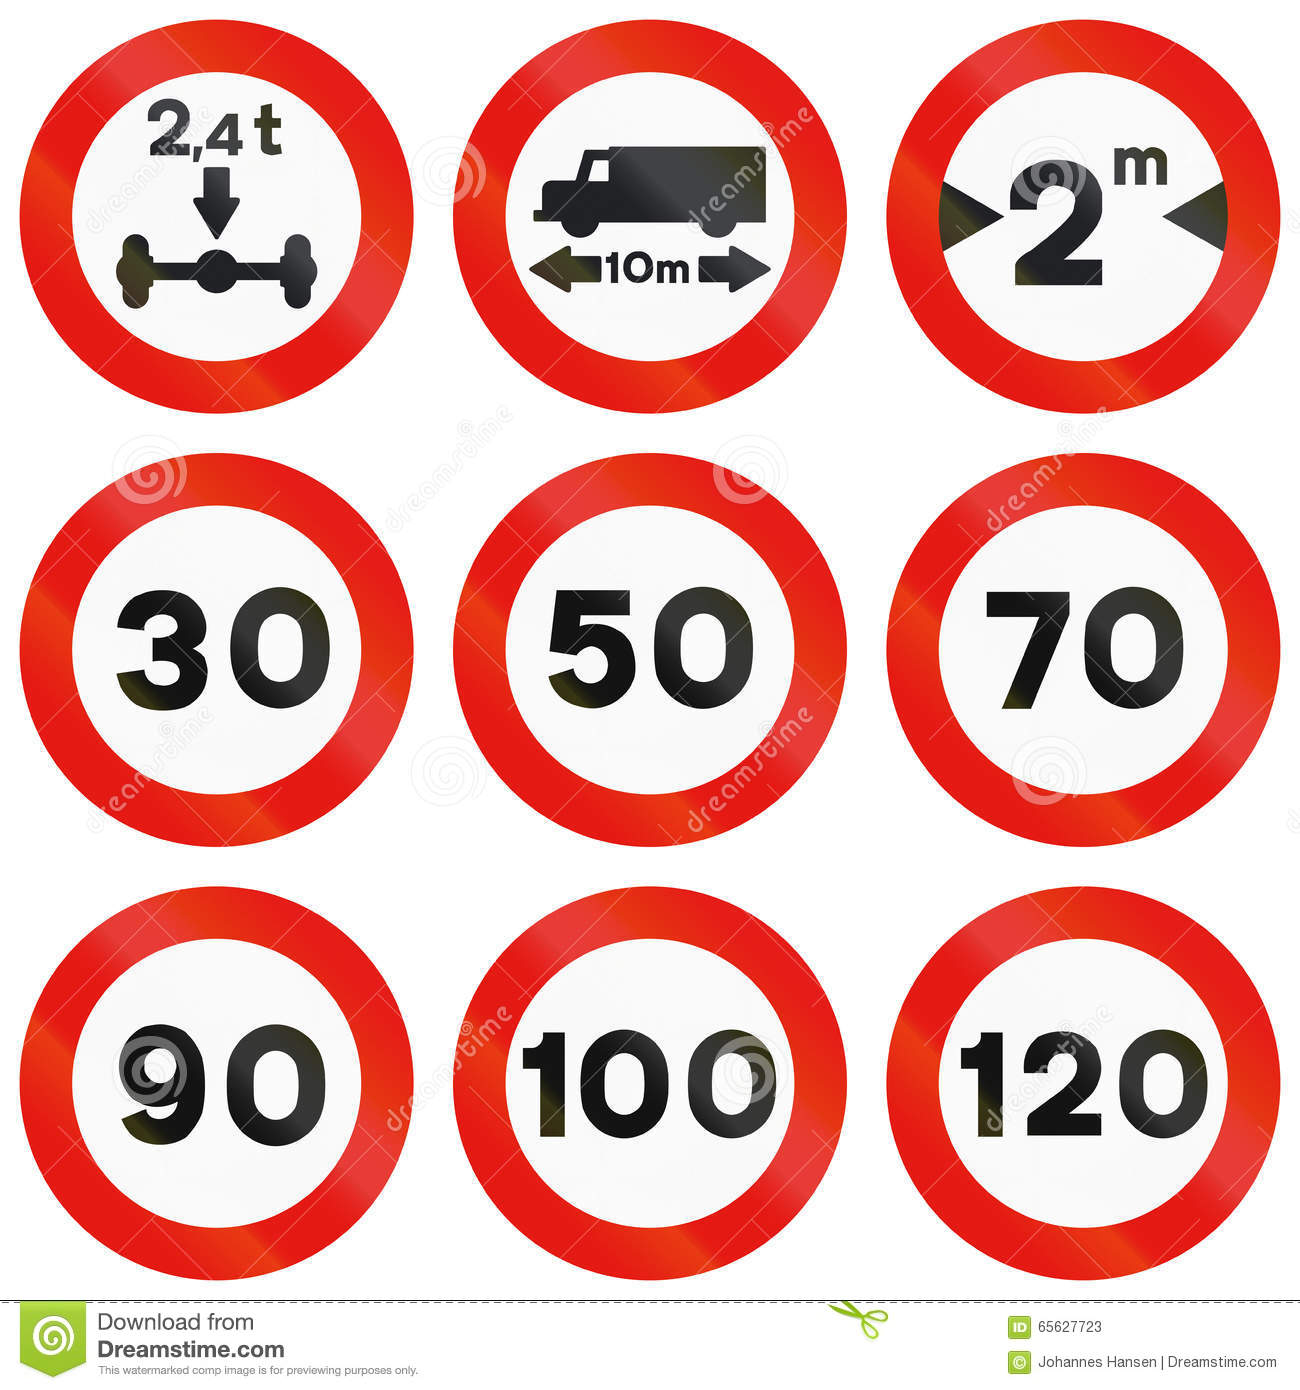 2,4 t
10m
2 m
30
50
70
90
100
120
Download from
Dreamstime.com
This watermarked comp image is for previewing purposes only.
ID 65627723
© Johannes Hansen | Dreamstime.com